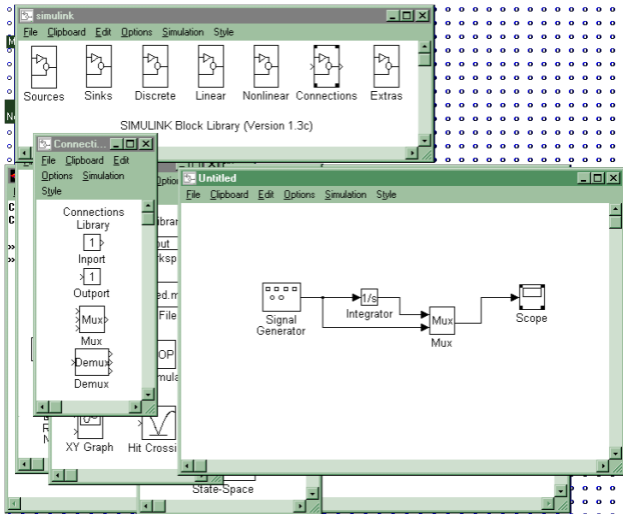 simulink
File Clipboard Edit Options Simulation Style
Sources Sinks Discrete Linear Nonlinear Connections Extras
SIMULINK Block Library (Version 1.3c)
Connecti...
File Clipboard Edit
Options Simulation
Style
Connections
Library
1
Inport
1
Outport
Mux
Mux
Demux
Demux
Untitled
File Clipboard Edit Options Simulation Style
Signal
Generator
1/s
Integrator
Mux
Mux
Scope
XY Graph Hit Crossi
State-Space